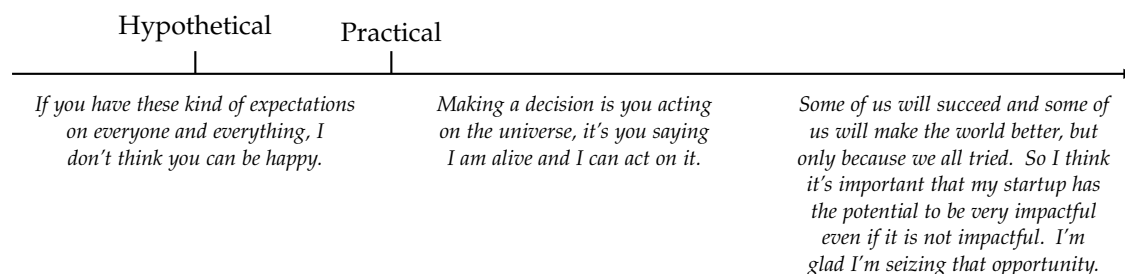 Hypothetical
Practical
If you have these kind of expectations
on everyone and everything, I
don't think you can be happy.
Making a decision is you acting
on the universe, it's you saying
I am alive and I can act on it.
Some of us will succeed and some of
us will make the world better, but
only because we all tried. So I think
it's important that my startup has
the potential to be very impactful
even if it is not impactful. I'm
glad I'm seizing that opportunity.